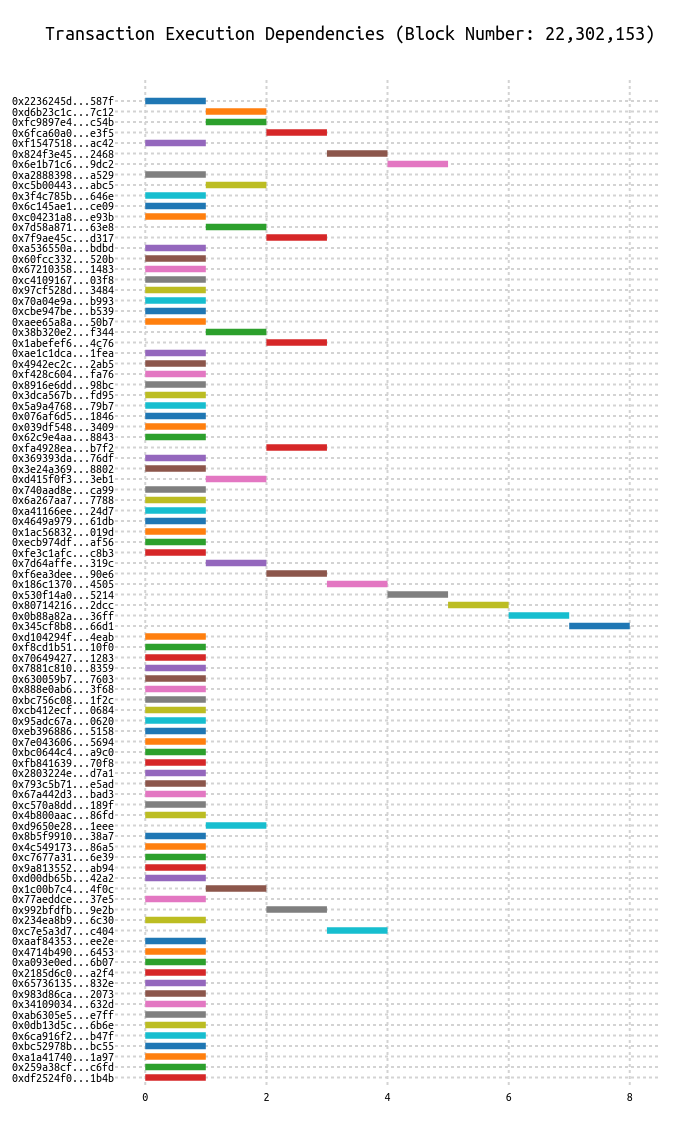 Transaction Execution Dependencies (Block Number: 22,302,153)
0x2236245d...587f
0xd6b23c1c...7c12
0xfc9897e4...c54b
0x6fca60a0...e3f5
0xf1547518...ac42
0x824f3e45...2468
0x6e1b71c6...9dc2
0xa2888398...a529
0xc5b00443...abc5
0x3f4c785b...646e
0x6c145ae1...ce09
0xc04231a8...e93b
0x7d58a871...63e8
0x7f9ae45c...d317
0xa536550a...bdbd
0x60fcc332...520b
0x67210358...1483
0xc4109167...03f8
0x97cf528d...3484
0x70a04e9a...b993
0xcbe947be...b539
0xaee65a8a...50b7
0x38b320e2...f344
0x1abefef6...4c76
0xae1c1dca...1fea
0x4942ec2c...2ab5
0xf428c604...fa76
0x8916e6dd...98bc
0x3dca567b...fd95
0x5a9a4768...79b7
0x076af6d5...1846
0x039df548...3409
0x62c9e4aa...8843
0xfa4928ea...b7f2
0x369393da...76df
0x3e24a369...8802
0xd415f0f3...3eb1
0x740aad8e...ca99
0x6a267aa7...7788
0xa41166ee...24d7
0x4649a979...61db
0x1ac56832...019d
0xecb974df...af56
0xfe3c1afc...c8b3
0x7d64affe...319c
0xf6ea3dee...90e6
0x186c1370...4505
0x530f14a0...5214
0x80714216...2dcc
0x0b88a82a...36ff
0x345cf8b8...66d1
0xd104294f...4eab
0xf8cd1b51...10f0
0x70649427...1283
0x7881c810...8359
0x630059b7...7603
0x888e0ab6...3f68
0xbc756c08...1f2c
0xcb412ecf...0684
0x95adc67a...0620
0xeb396886...5158
0x7e043606...5694
0xbc0644c4...a9c0
0xfb841639...70f8
0x2803224e...d7a1
0x793c5b71...e5ad
0x67a442d3...bad3
0xc570a8dd...189f
0x4b800aac...86fd
0xd9650e28...1eee
0x8b5f9910...38a7
0x4c549173...86a5
0xc7677a31...6e39
0x9a813552...ab94
0xd00db65b...42a2
0x1c00b7c4...4f0c
0x77aeddce...37e5
0x992bfdfb...9e2b
0x234ea8b9...6c30
0xc7e5a3d7...c404
0xaaf84353...ee2e
0x4714b490...6453
0xa093e0ed...6b07
0x2185d6c0...a2f4
0x65736135...832e
0x983d86ca...2073
0x34109034...632d
0xab6305e5...e7ff
0x0db13d5c...6b6e
0x6ca916f2...b47f
0xbc52978b...bc55
0xa1a41740...1a97
0x259a38cf...c6fd
0xdf2524f0...1b4b
0 2 4 6 8